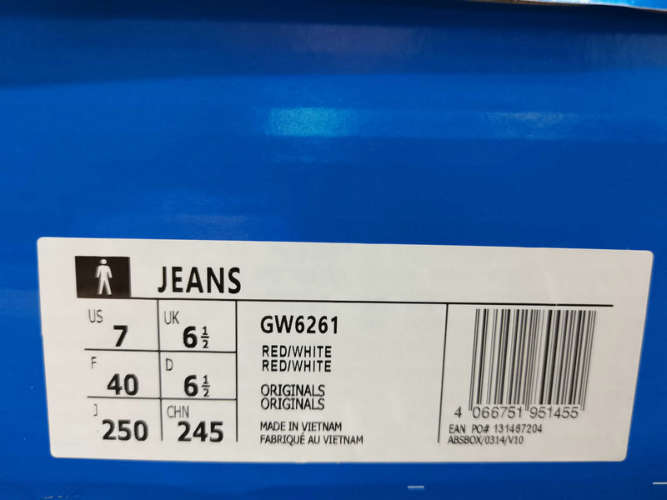 JEANS
US 7 UK 6 1/2
F 40 D 6 1/2
J 250 CHN 245
GW6261
RED/WHITE
RED/WHITE
ORIGINALS
ORIGINALS
MADE IN VIETNAM
FABRIQUÉ AU VIETNAM
4 066751 951455
EAN PO# 131487204
ABSBOX/0314/V10